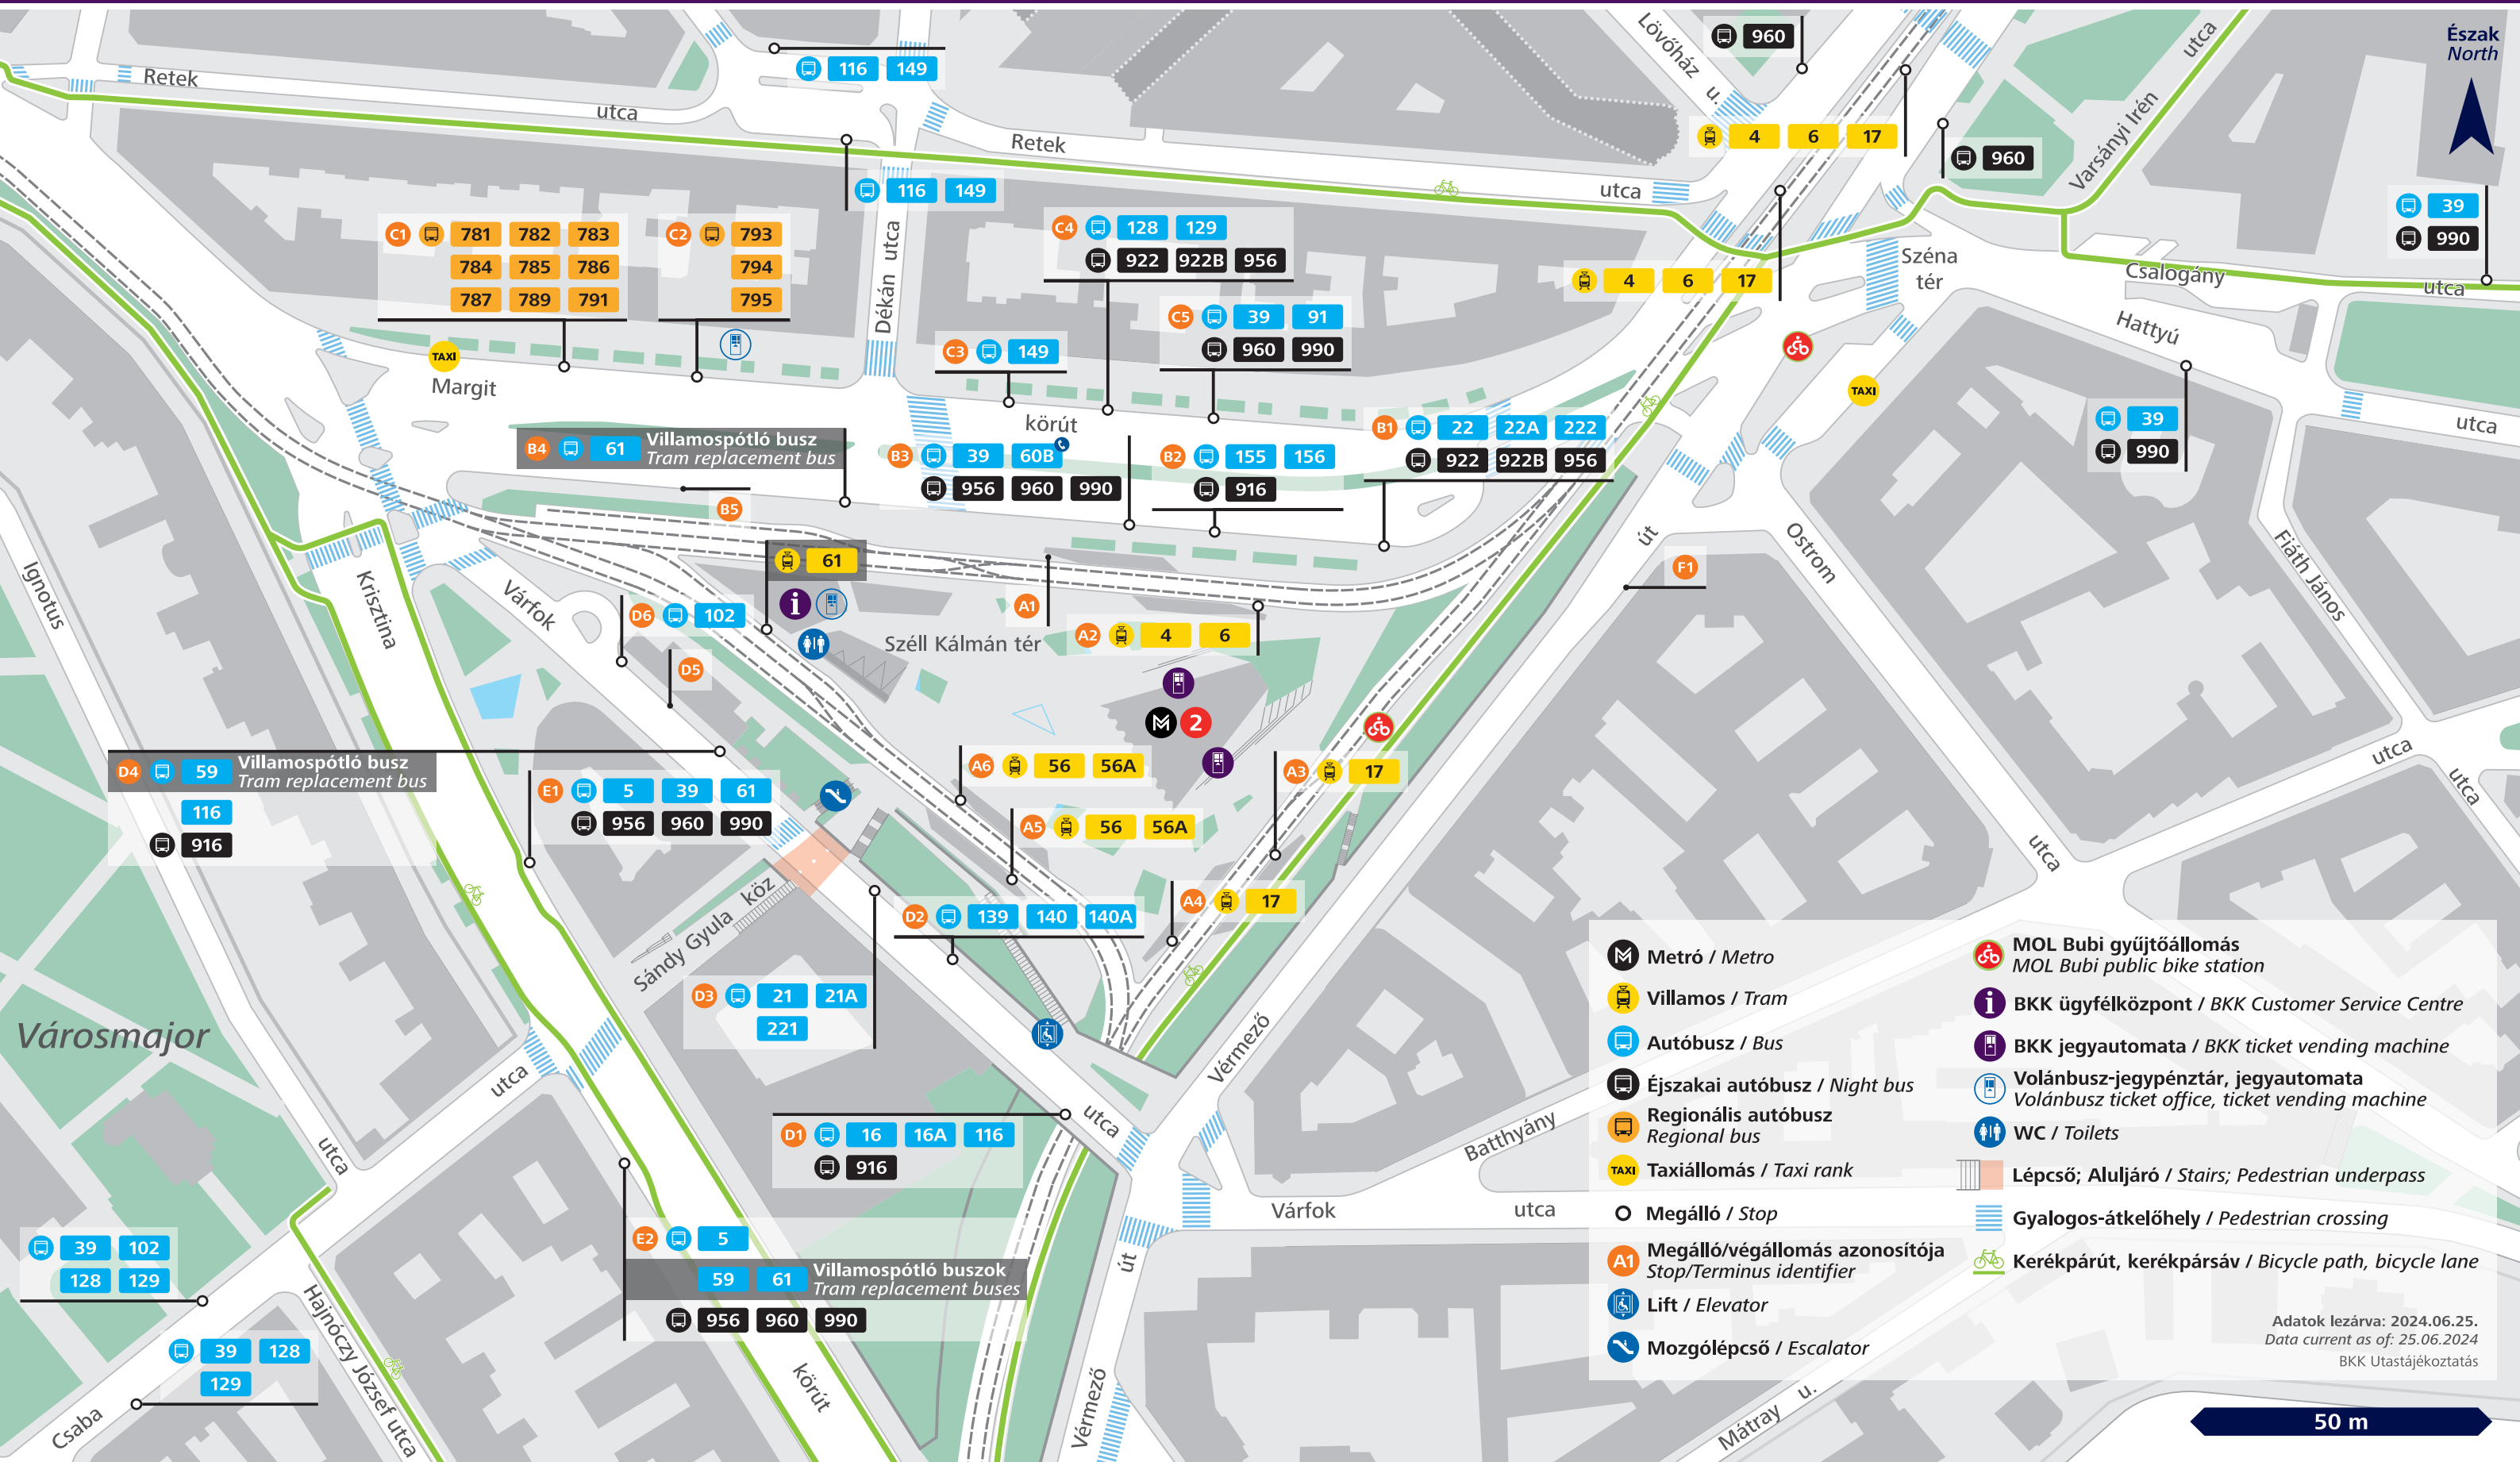 Észak
North
Retek
utca
Retek
utca
Lövőház
u.
Varsányi Irén
utca
116 149
116 149
960
4 6 17
960
4 6 17
39
990
C1 781 782 783
784 785 786
787 789 791
C2 793
794
795
Dékán utca
C4 128 129
922 922B 956
C5 39 91
960 990
C3 149
Széna
tér
Csalogány
utca
Hattyú
utca
TAXI
Margit
körút
TAXI
39
990
B4 61 Villamospótló busz
Tram replacement bus
B5
B3 39 60B
956 960 990
B2 155 156
916
B1 22 22A 222
922 922B 956
út
Ostrom
utca
F1
Fiáth János
utca
utca
Ignotus
utca
Krisztina
Várfok
61
i
D6 102
D5
A1
Széll Kálmán tér
A2 4 6
M 2
D4 59 Villamospótló busz
Tram replacement bus
116
916
E1 5 39 61
956 960 990
A6 56 56A
A3 17
A5 56 56A
A4 17
D2 139 140 140A
Sándy Gyula köz
D3 21 21A
221
Városmajor
utca
Vérmező
út
utca
D1 16 16A 116
916
Batthyány
Várfok
utca
E2 5
59 61 Villamospótló buszok
Tram replacement buses
956 960 990
39 102
128 129
39 128
129
Csaba
Hajnóczy József utca
körút
Vérmező
Mátray u.
M Metró / Metro
Villamos / Tram
Autóbusz / Bus
Éjszakai autóbusz / Night bus
Regionális autóbusz
Regional bus
TAXI Taxiállomás / Taxi rank
Megálló / Stop
A1 Megálló/végállomás azonosítója
Stop/Terminus identifier
Lift / Elevator
Mozgólépcső / Escalator
MOL Bubi gyűjtőállomás
MOL Bubi public bike station
i BKK ügyfélközpont / BKK Customer Service Centre
BKK jegyautomata / BKK ticket vending machine
Volánbusz-jegypénztár, jegyautomata
Volánbusz ticket office, ticket vending machine
WC / Toilets
Lépcső; Aluljáró / Stairs; Pedestrian underpass
Gyalogos-átkelőhely / Pedestrian crossing
Kerékpárút, kerékpársáv / Bicycle path, bicycle lane
Adatok lezárva: 2024.06.25.
Data current as of: 25.06.2024
BKK Utastájékoztatás
50 m